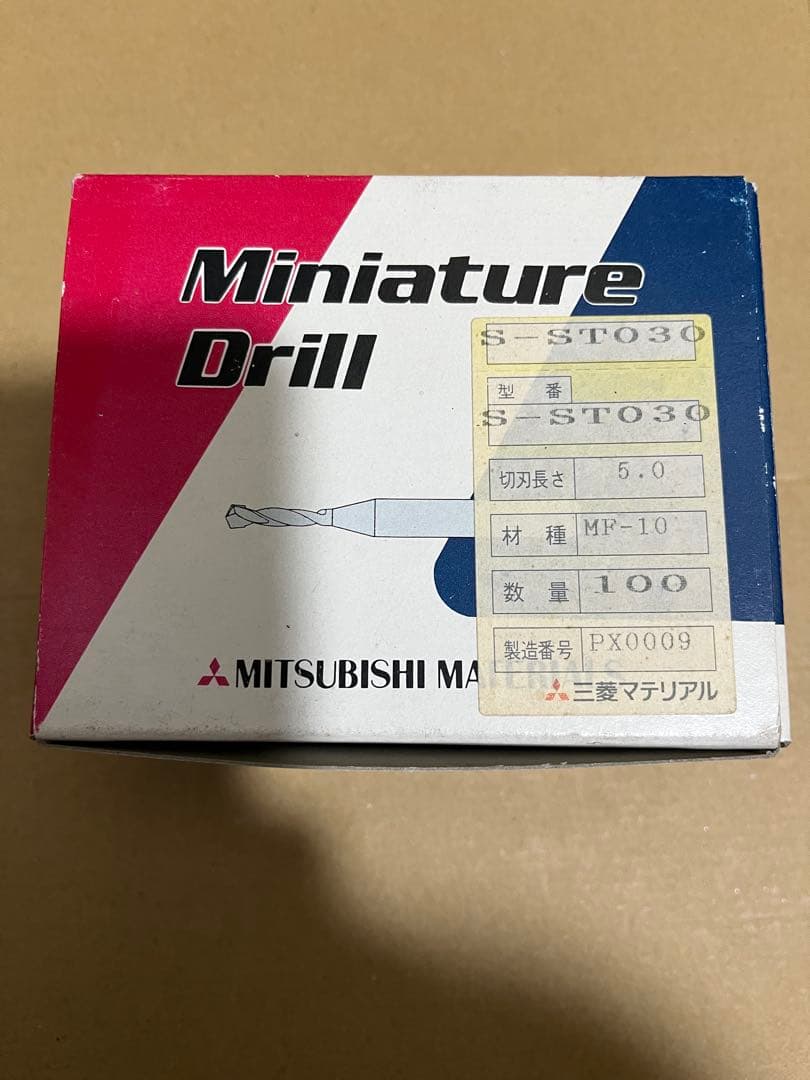 Miniature
Drill
S-ST030
型 番
S-ST030
切刃長さ 5.0
材 種 MF-10
数 量 100
製造番号 PX0009
MITSUBISHI MATERIALS
三菱マテリアル